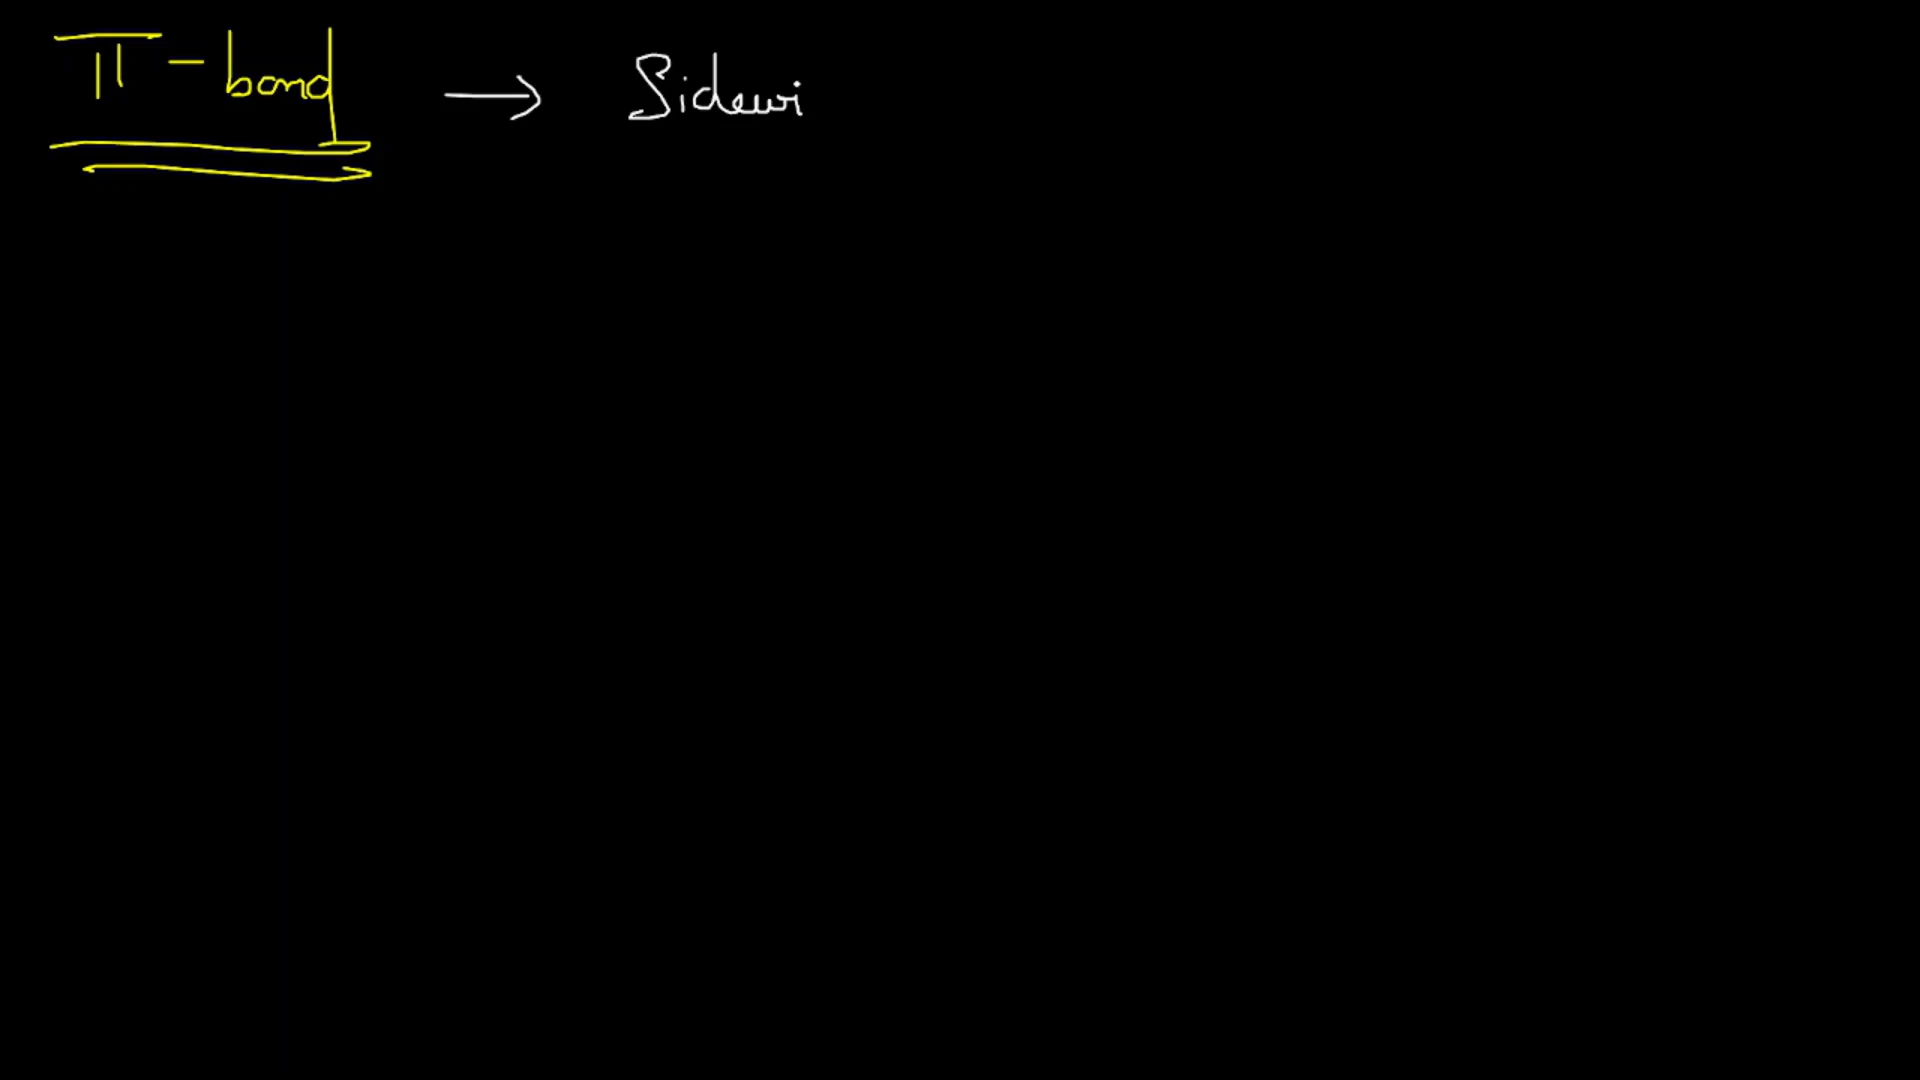 π - bond → Sidewi